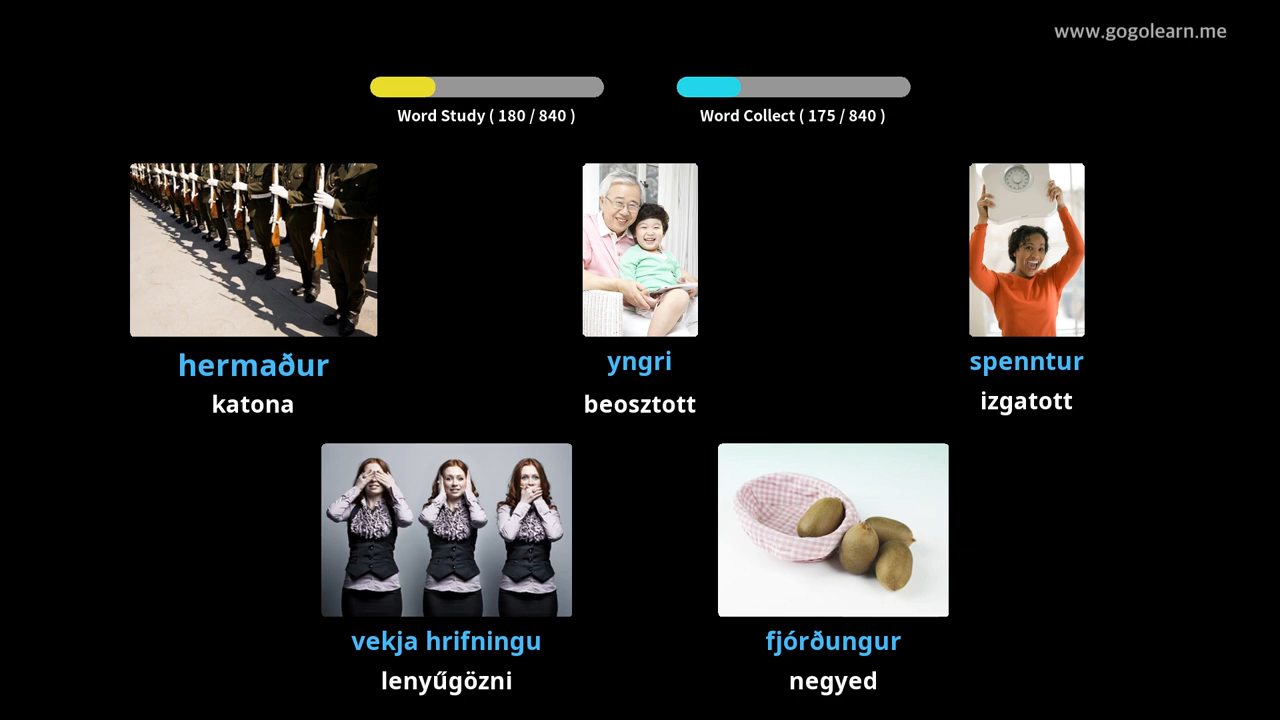 www.gogolearn.me
Word Study ( 180 / 840 )
Word Collect ( 175 / 840 )
hermaður
katona
yngri
beosztott
spenntur
izgatott
vekja hrifningu
lenyűgözni
fjórðungur
negyed